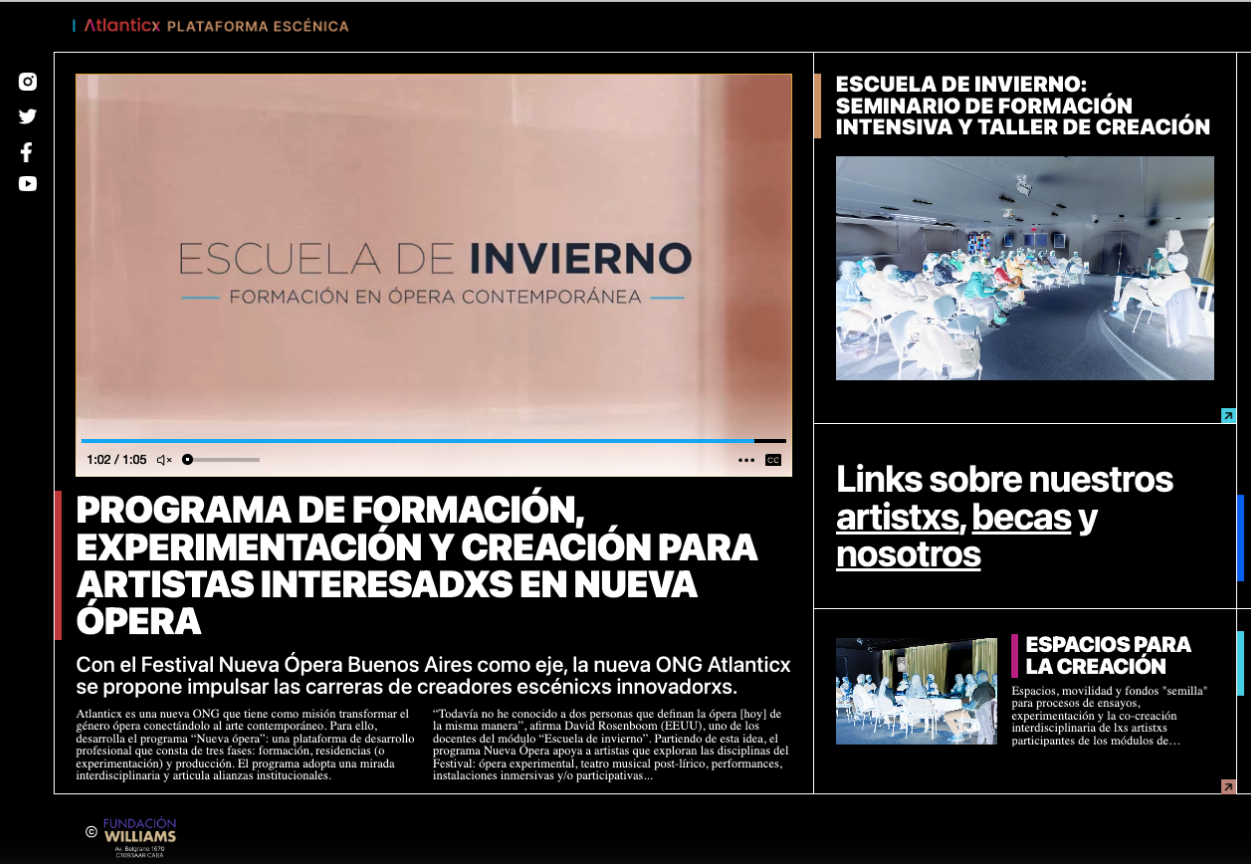 Atlanticx PLATAFORMA ESCÉNICA
ESCUELA DE INVIERNO
FORMACIÓN EN ÓPERA CONTEMPORÁNEA
1:02 / 1:05
CC
PROGRAMA DE FORMACIÓN,
EXPERIMENTACIÓN Y CREACIÓN PARA
ARTISTAS INTERESADXS EN NUEVA
ÓPERA
Con el Festival Nueva Ópera Buenos Aires como eje, la nueva ONG Atlanticx
se propone impulsar las carreras de creadores escénicxs innovadorxs.
Atlanticx es una nueva ONG que tiene como misión transformar el
género ópera conectándolo al arte contemporáneo. Para ello,
desarrolla el programa “Nueva ópera”: una plataforma de desarrollo
profesional que consta de tres fases: formación, residencias (o
experimentación) y producción. El programa adopta una mirada
interdisciplinaria y articula alianzas institucionales.
“Todavía no he conocido a dos personas que definan la ópera [hoy] de
la misma manera”, afirma David Rosenboom (EEUU), uno de los
docentes del módulo “Escuela de invierno”. Partiendo de esta idea, el
programa Nueva Ópera apoya a artistas que exploran las disciplinas del
Festival: ópera experimental, teatro musical post-lírico, performances,
instalaciones inmersivas y/o participativas...
ESCUELA DE INVIERNO:
SEMINARIO DE FORMACIÓN
INTENSIVA Y TALLER DE CREACIÓN
Links sobre nuestros
artistxs, becas y
nosotros
ESPACIOS PARA
LA CREACIÓN
Espacios, movilidad y fondos "semilla"
para procesos de ensayos,
experimentación y la co-creación
interdisciplinaria de lxs artistxs
participantes de los módulos de…
© FUNDACIÓN
WILLIAMS
Av. Belgrano 1670
C1093AAR CABA